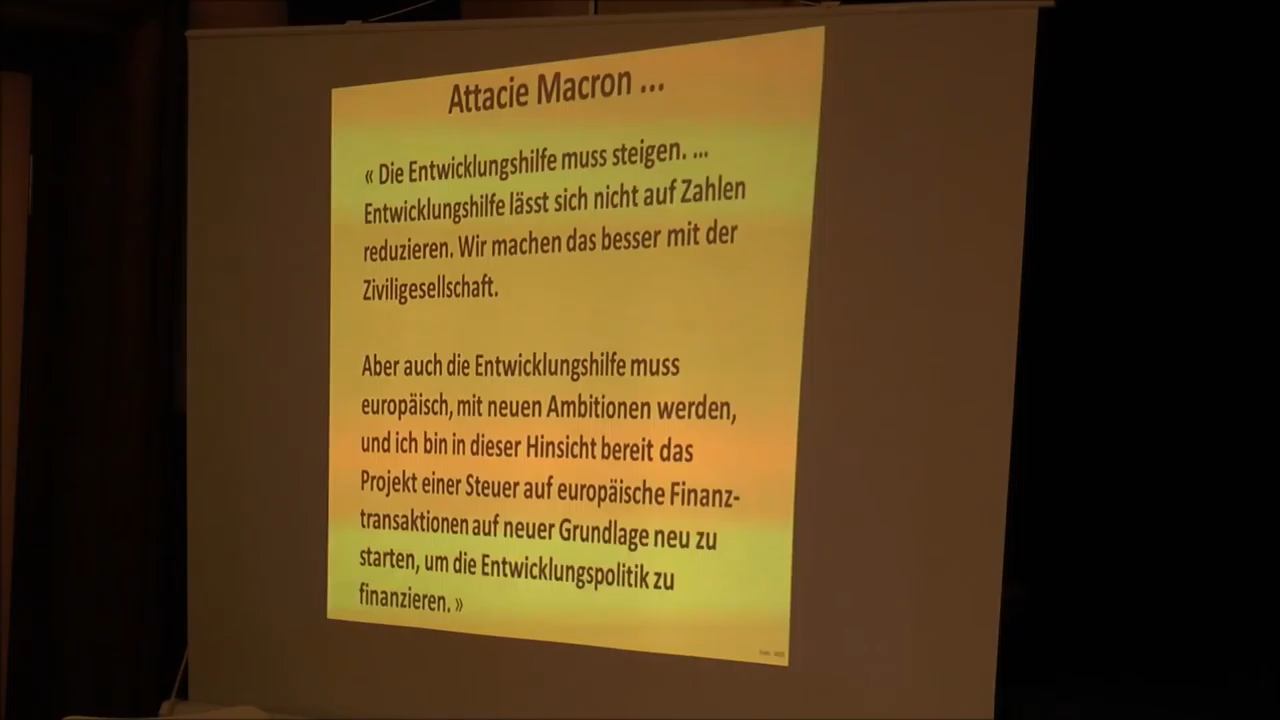 Attacie Macron ...
« Die Entwicklungshilfe muss steigen. ...
Entwicklungshilfe lässt sich nicht auf Zahlen
reduzieren. Wir machen das besser mit der
Ziviligesellschaft.
Aber auch die Entwicklungshilfe muss
europäisch, mit neuen Ambitionen werden,
und ich bin in dieser Hinsicht bereit das
Projekt einer Steuer auf europäische Finanz-
transaktionen auf neuer Grundlage neu zu
starten, um die Entwicklungspolitik zu
finanzieren. »